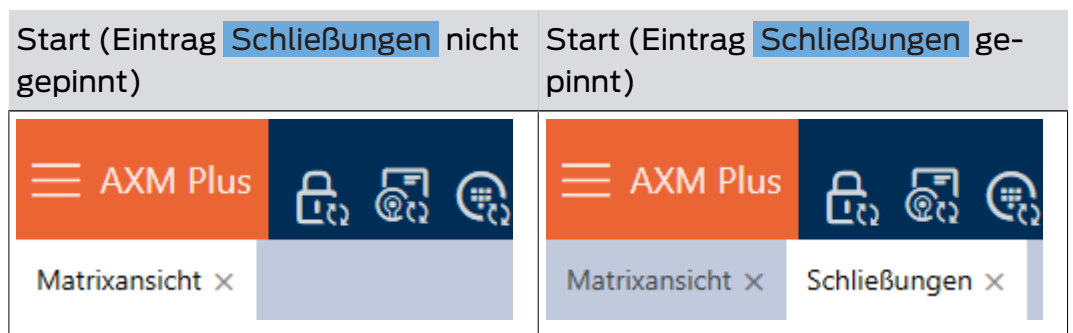 Start (Eintrag Schließungen nicht
gepinnt)
Start (Eintrag Schließungen ge-
pinnt)
AXM Plus
Matrixansicht ×
AXM Plus
Matrixansicht × Schließungen ×